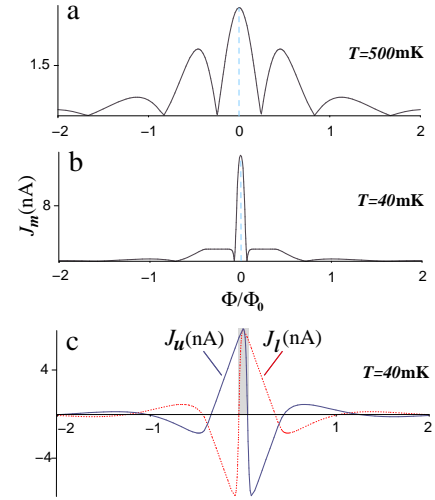 a
1.5
T=500mK
−2 −1 0 1 2
b
8
T=40mK
J_m(nA)
−2 −1 0 1 2
Φ/Φ_0
c
J_u(nA) J_l(nA)
4
T=40mK
−2 −1 0 1 2
−4